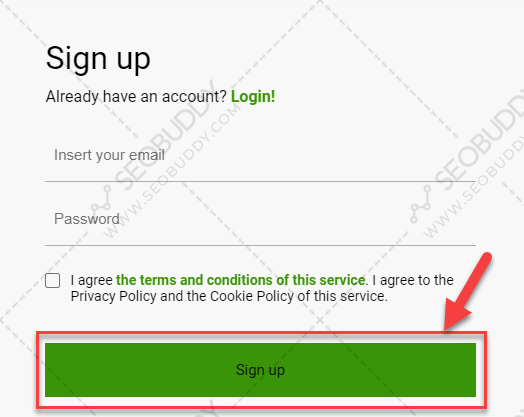 Sign up
Already have an account? Login!
Insert your email
Password
I agree the terms and conditions of this service. I agree to the
Privacy Policy and the Cookie Policy of this service.
Sign up
SEOBUDDY
WWW.SEOBUDDY.COM
SEOBUDDY
WWW.SEOBUDDY.COM